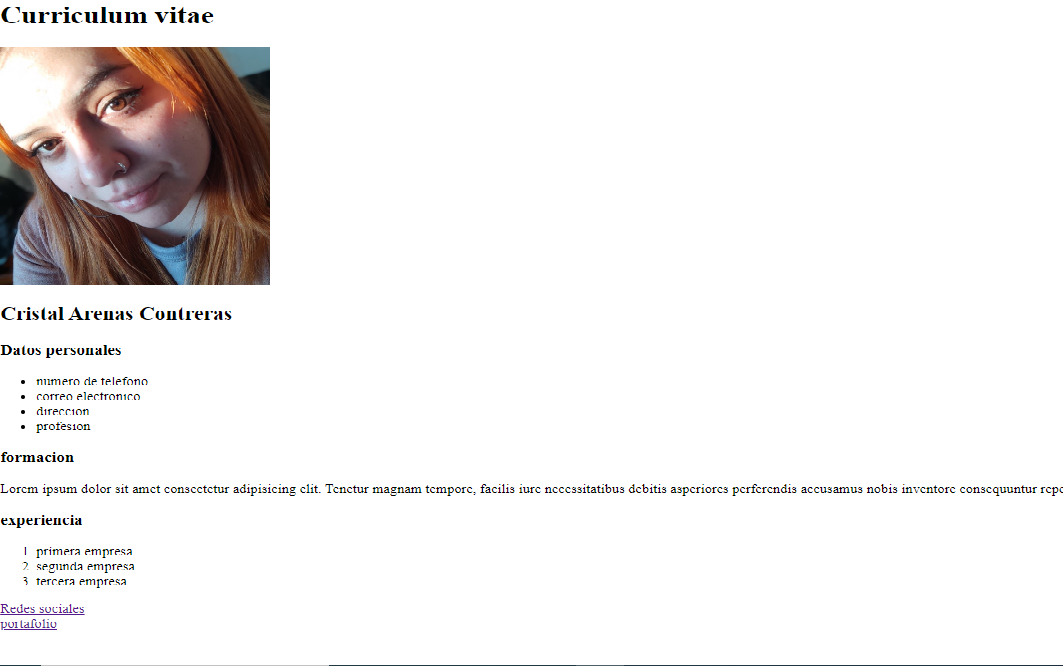 Curriculum vitae
Cristal Arenas Contreras
Datos personales
numero de telefono
correo electronico
direccion
profesion
formacion
Lorem ipsum dolor sit amet consectetur adipisicing elit. Tenetur magnam tempore, facilis iure necessitatibus debitis asperiores perferendis accusamus nobis inventore consequuntur
experiencia
1. primera empresa
2. segunda empresa
3. tercera empresa
Redes sociales
portafolio